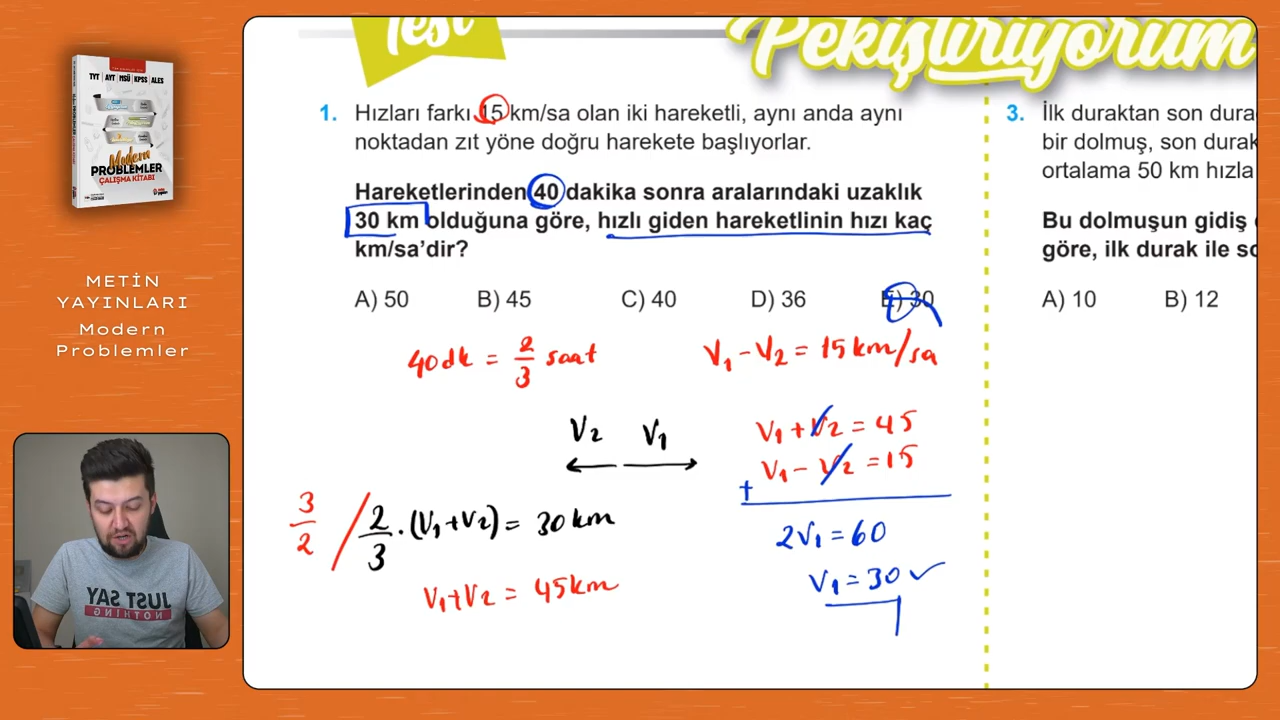 Test
Pekiştiriyorum
TYT | AYT | MSÜ | KPSS | ALES
Modern
PROBLEMLER
ÇALIŞMA KİTABI
METİN
YAYINLARI
Modern
Problemler
JUST SAY
NOTHING
1. Hızları farkı 15 km/sa olan iki hareketli, aynı anda aynı
noktadan zıt yöne doğru harekete başlıyorlar.
Hareketlerinden 40 dakika sonra aralarındaki uzaklık
30 km olduğuna göre, hızlı giden hareketlinin hızı kaç
km/sa'dir?
A) 50 B) 45 C) 40 D) 36 E) 30
40dk = 2/3 saat
V₁ - V₂ = 15 km/sa
V₂ V₁
3/2 / 2/3 . (V₁+V₂) = 30 km
V₁+V₂ = 45km
V₁ + V₂ = 45
V₁ - V₂ = 15
+
2V₁ = 60
V₁ = 30 ✓
3. İlk duraktan son dura
bir dolmuş, son durak
ortalama 50 km hızla
Bu dolmuşun gidiş
göre, ilk durak ile so
A) 10 B) 12